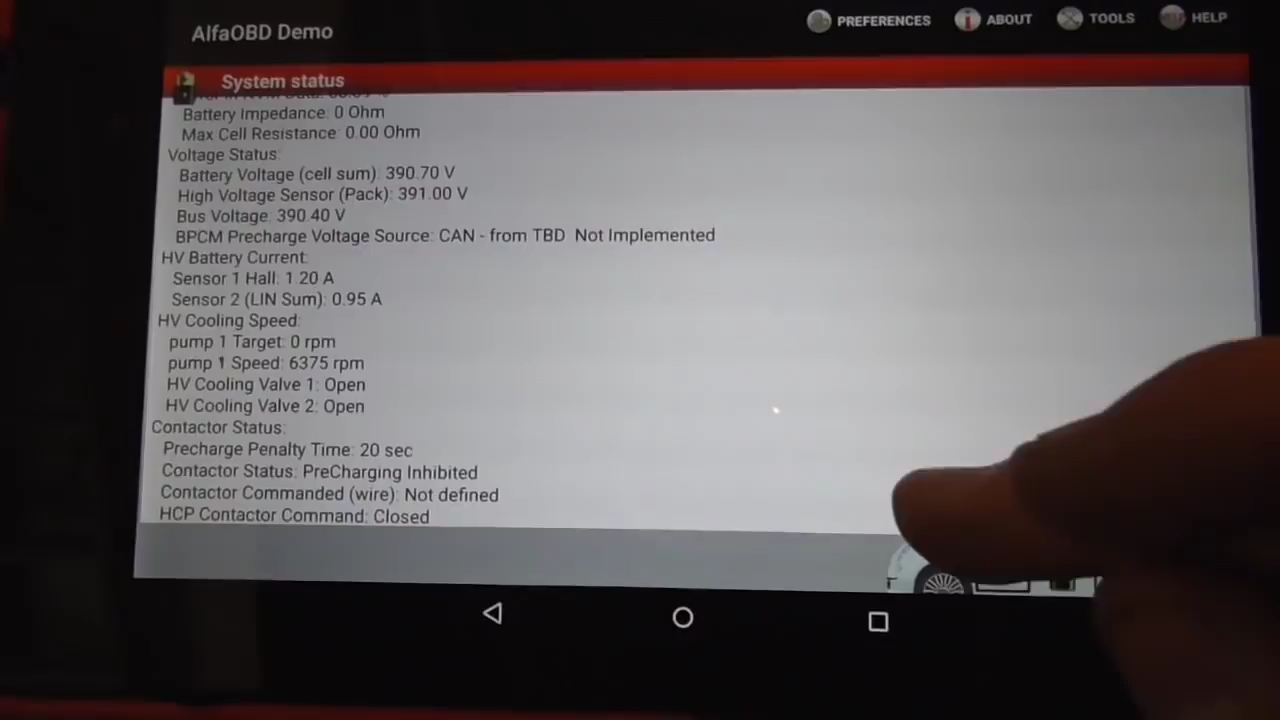 AlfaOBD Demo
PREFERENCES
ABOUT
TOOLS
HELP
System status
Battery Impedance: 0 Ohm
Max Cell Resistance: 0.00 Ohm
Voltage Status:
Battery Voltage (cell sum): 390.70 V
High Voltage Sensor (Pack): 391.00 V
Bus Voltage: 390.40 V
BPCM Precharge Voltage Source: CAN - from TBD Not Implemented
HV Battery Current:
Sensor 1 Hall: 1.20 A
Sensor 2 (LIN Sum): 0.95 A
HV Cooling Speed:
pump 1 Target: 0 rpm
pump 1 Speed: 6375 rpm
HV Cooling Valve 1: Open
HV Cooling Valve 2: Open
Contactor Status:
Precharge Penalty Time: 20 sec
Contactor Status: PreCharging Inhibited
Contactor Commanded (wire): Not defined
HCP Contactor Command: Closed